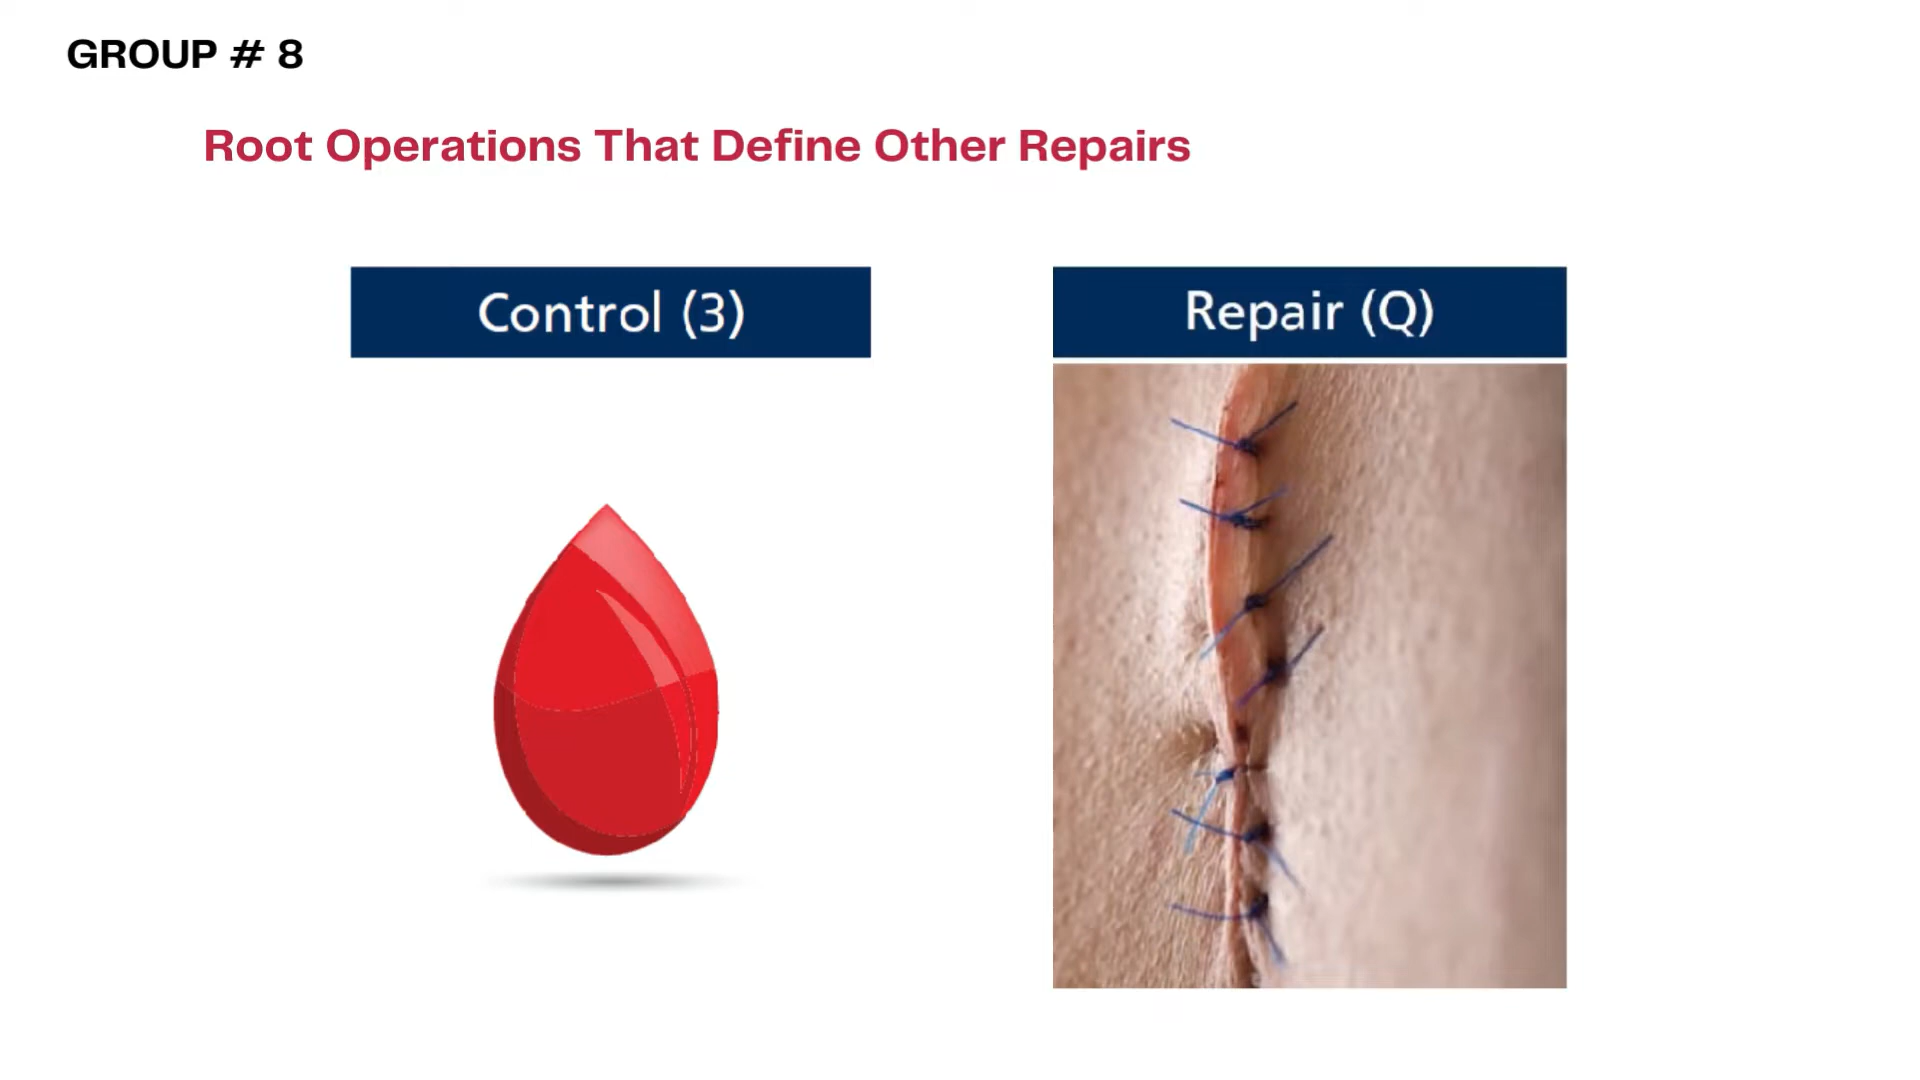 GROUP # 8
Root Operations That Define Other Repairs
Control (3)
Repair (Q)